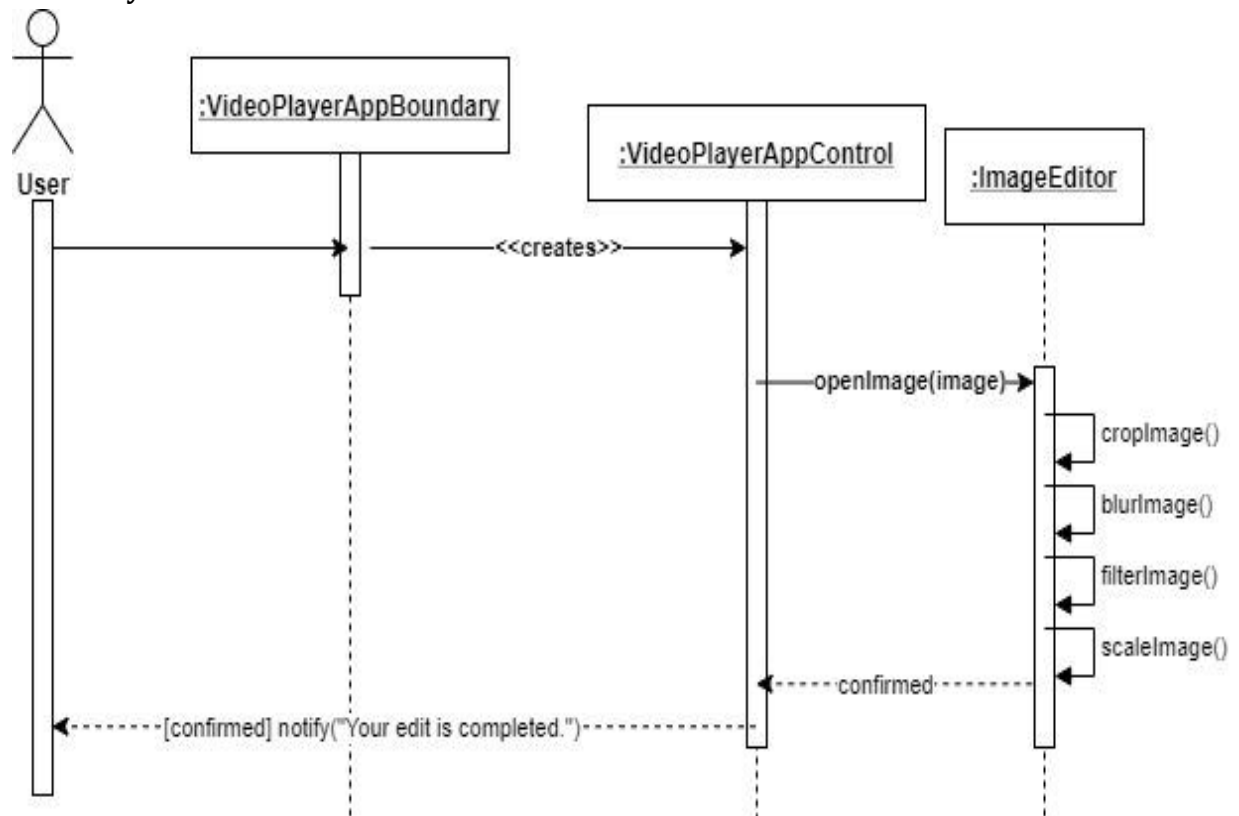 :VideoPlayerAppBoundary
:VideoPlayerAppControl
:ImageEditor
User
<<creates>>
openImage(image)
cropImage()
blurImage()
filterImage()
scaleImage()
confirmed
[confirmed] notify("Your edit is completed.")